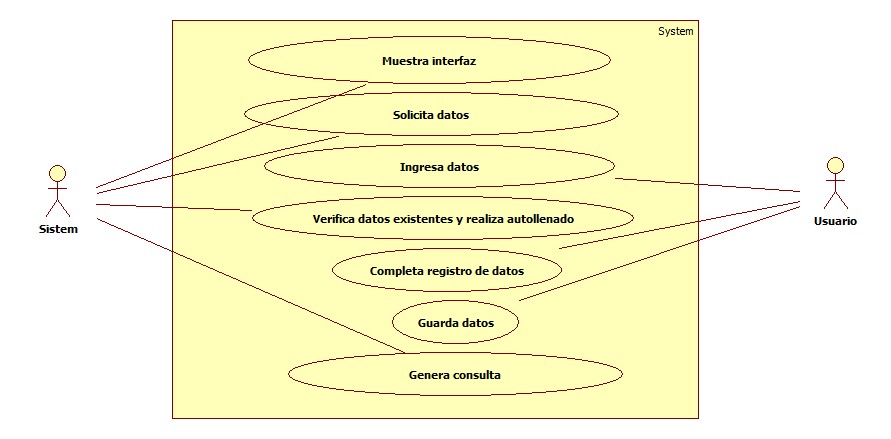 System
Muestra interfaz
Solicita datos
Ingresa datos
Sistem
Usuario
Verifica datos existentes y realiza autollenado
Completa registro de datos
Guarda datos
Genera consulta